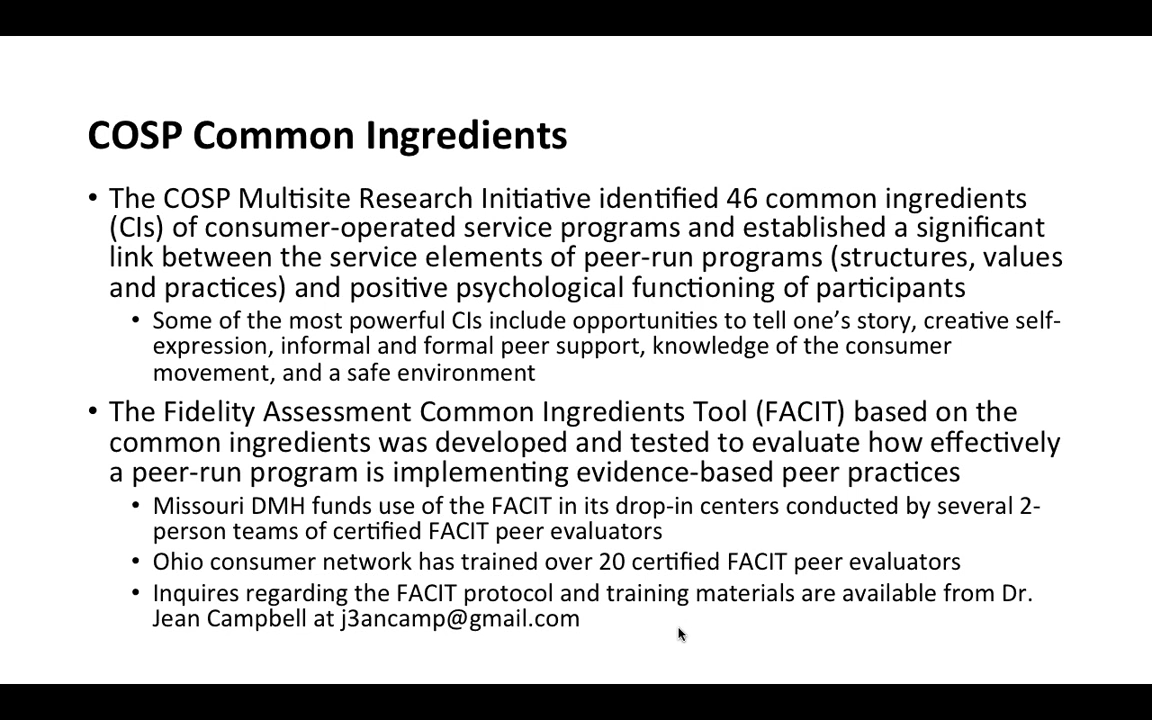 COSP Common Ingredients
• The COSP Multisite Research Initiative identified 46 common ingredients
(CIs) of consumer-operated service programs and established a significant
link between the service elements of peer-run programs (structures, values
and practices) and positive psychological functioning of participants
• Some of the most powerful CIs include opportunities to tell one’s story, creative self-
expression, informal and formal peer support, knowledge of the consumer
movement, and a safe environment
• The Fidelity Assessment Common Ingredients Tool (FACIT) based on the
common ingredients was developed and tested to evaluate how effectively
a peer-run program is implementing evidence-based peer practices
• Missouri DMH funds use of the FACIT in its drop-in centers conducted by several 2-
person teams of certified FACIT peer evaluators
• Ohio consumer network has trained over 20 certified FACIT peer evaluators
• Inquires regarding the FACIT protocol and training materials are available from Dr.
Jean Campbell at j3ancamp@gmail.com